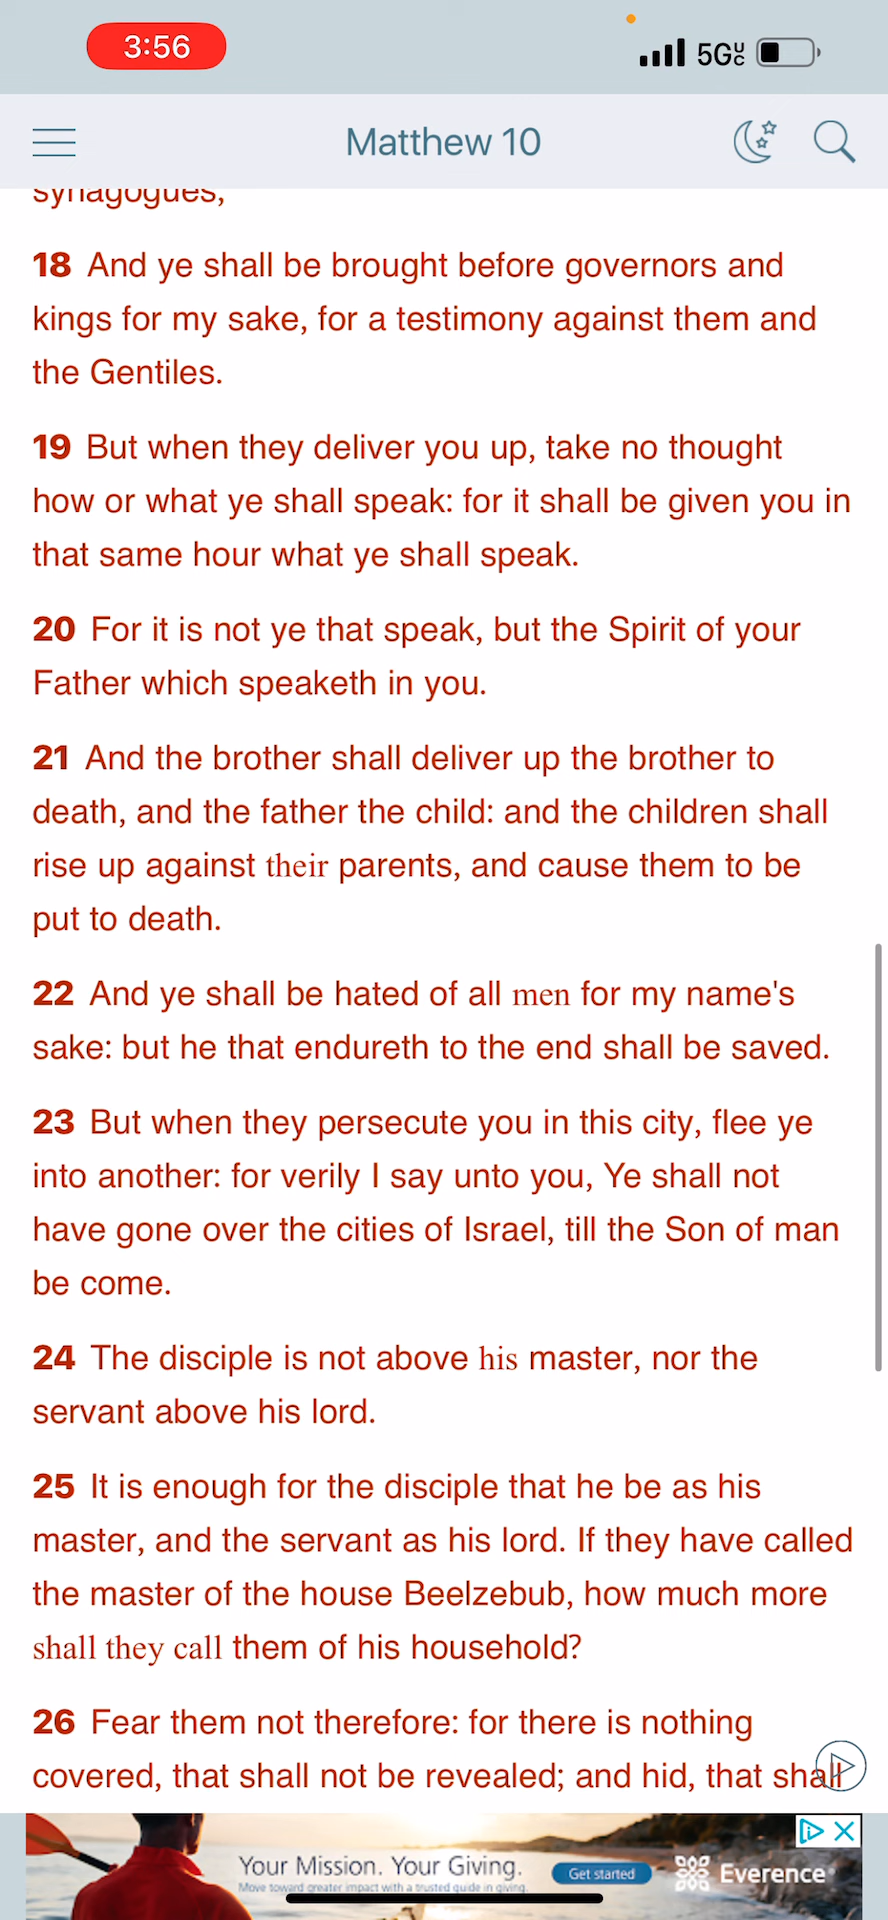 3:56
5G UC
Matthew 10
synagogues,
18 And ye shall be brought before governors and
kings for my sake, for a testimony against them and
the Gentiles.
19 But when they deliver you up, take no thought
how or what ye shall speak: for it shall be given you in
that same hour what ye shall speak.
20 For it is not ye that speak, but the Spirit of your
Father which speaketh in you.
21 And the brother shall deliver up the brother to
death, and the father the child: and the children shall
rise up against their parents, and cause them to be
put to death.
22 And ye shall be hated of all men for my name's
sake: but he that endureth to the end shall be saved.
23 But when they persecute you in this city, flee ye
into another: for verily I say unto you, Ye shall not
have gone over the cities of Israel, till the Son of man
be come.
24 The disciple is not above his master, nor the
servant above his lord.
25 It is enough for the disciple that he be as his
master, and the servant as his lord. If they have called
the master of the house Beelzebub, how much more
shall they call them of his household?
26 Fear them not therefore: for there is nothing
covered, that shall not be revealed; and hid, that shall
Your Mission. Your Giving.
Move toward greater impact with a trusted guide in giving.
Get started
Everence